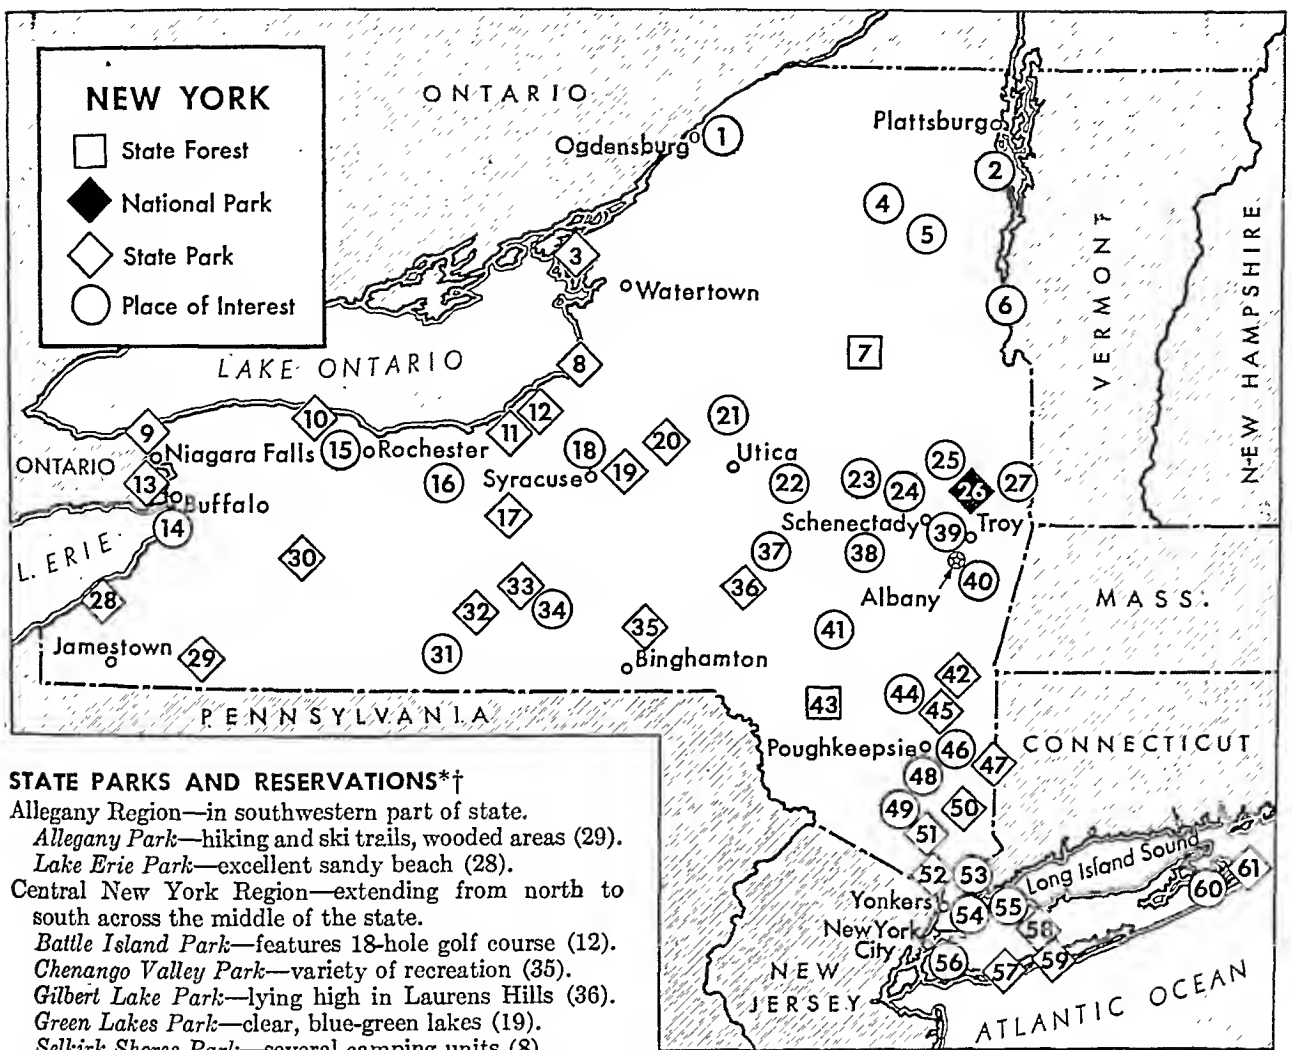 ONTARIO
NEW YORK
State Forest
National Park
State Park
Place of Interest
Ogdensburg
1
Plattsburg
2
4
5
3
Watertown
6
VERMONT
NEW HAMPSHIRE
7
LAKE ONTARIO
8
9
10
11
12
Niagara Falls
15
Rochester
18
20
21
Utica
ONTARIO
13
16
Syracuse
19
22
23
24
25
26
27
Buffalo
14
17
Schenectady
39
Troy
L. ERIE
30
37
38
Albany
40
MASS.
28
33
32
34
36
35
41
Jamestown
29
31
Binghamton
42
PENNSYLVANIA
43
44
45
Poughkeepsie
46
47
CONNECTICUT
48
49
50
51
52
53
Long Island Sound
61
60
Yonkers
54
55
New York
City
58
56
57
59
NEW
JERSEY
ATLANTIC OCEAN
STATE PARKS AND RESERVATIONS*†
Allegany Region—in southwestern part of state.
Allegany Park—hiking and ski trails, wooded areas (29).
Lake Erie Park—excellent sandy beach (28).
Central New York Region—extending from north to
south across the middle of the state.
Battle Island Park—features 18-hole golf course (12).
Chenango Valley Park—variety of recreation (35).
Gilbert Lake Park—lying high in Laurens Hills (36).
Green Lakes Park—clear, blue-green lakes (19).
Selkirk Shores Park—several camping units (8)